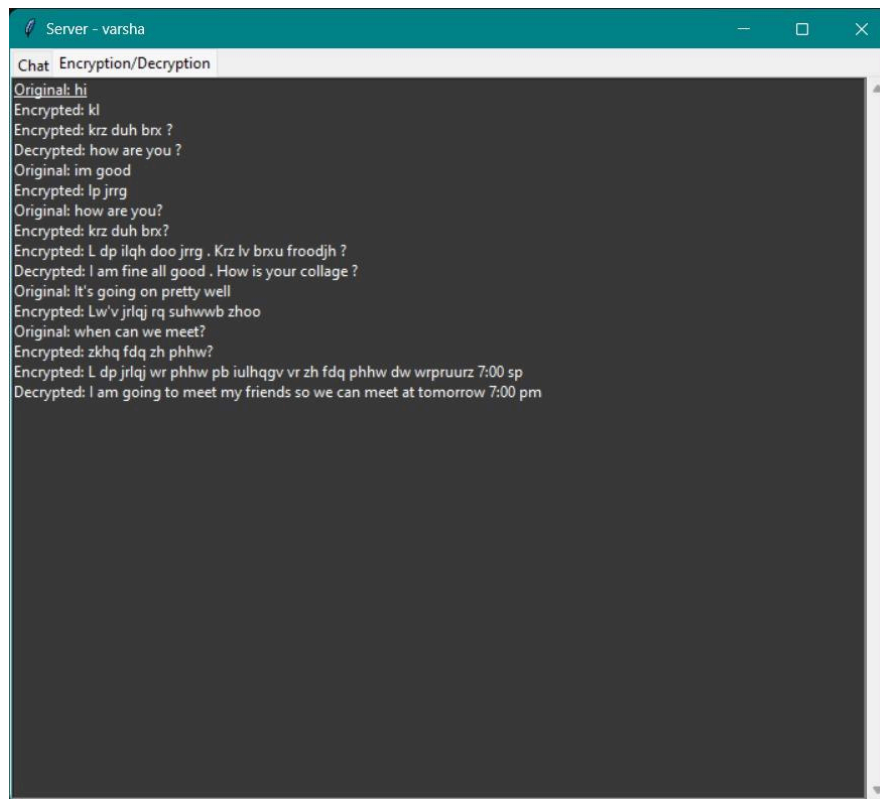 Server - varsha
Chat Encryption/Decryption
Original: hi
Encrypted: kl
Encrypted: krz duh brx ?
Decrypted: how are you ?
Original: im good
Encrypted: lp jrrg
Original: how are you?
Encrypted: krz duh brx?
Encrypted: L dp ilqh doo jrrg . Krz lv brxu froodjh ?
Decrypted: I am fine all good . How is your collage ?
Original: It's going on pretty well
Encrypted: Lw'v jrlqj rq suhwwb zhoo
Original: when can we meet?
Encrypted: zkhq fdq zh phhw?
Encrypted: L dp jrlqj wr phhw pb iulhqgv vr zh fdq phhw dw wrpruurz 7:00 sp
Decrypted: I am going to meet my friends so we can meet at tomorrow 7:00 pm